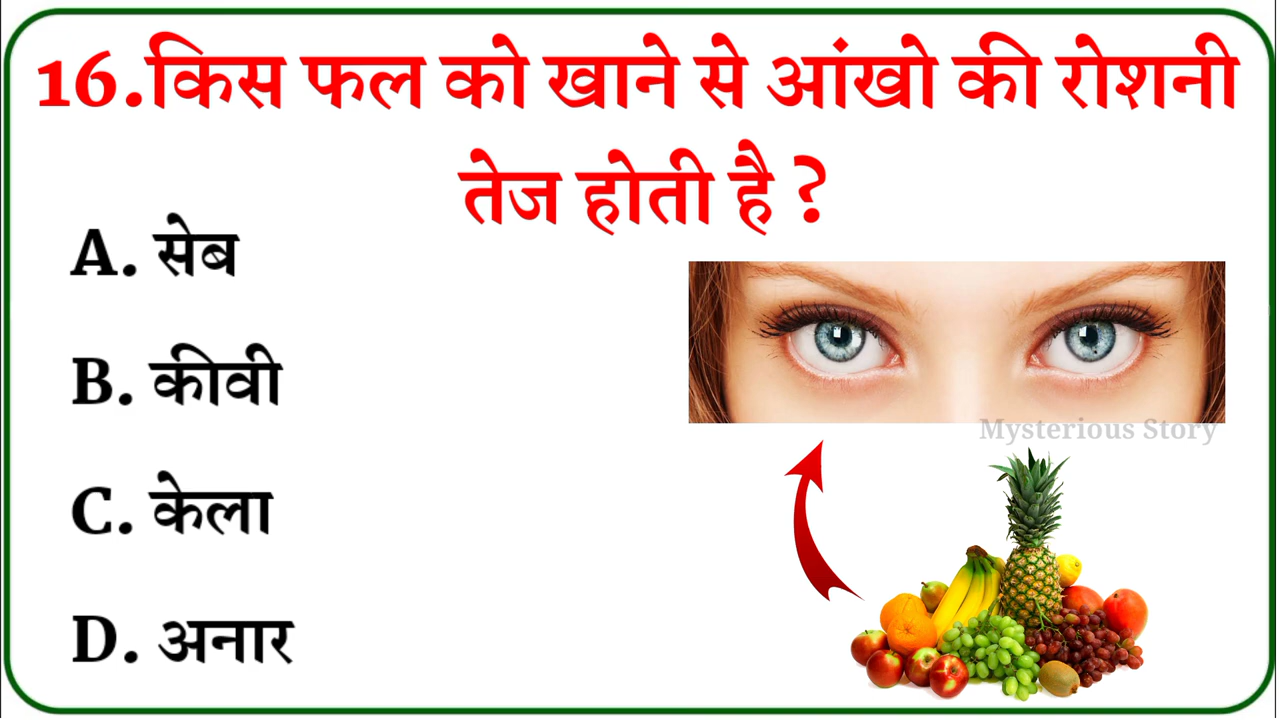 16.किस फल को खाने से आंखो की रोशनी
तेज होती है ?
A. सेब
B. कीवी
C. केला
D. अनार
Mysterious Story